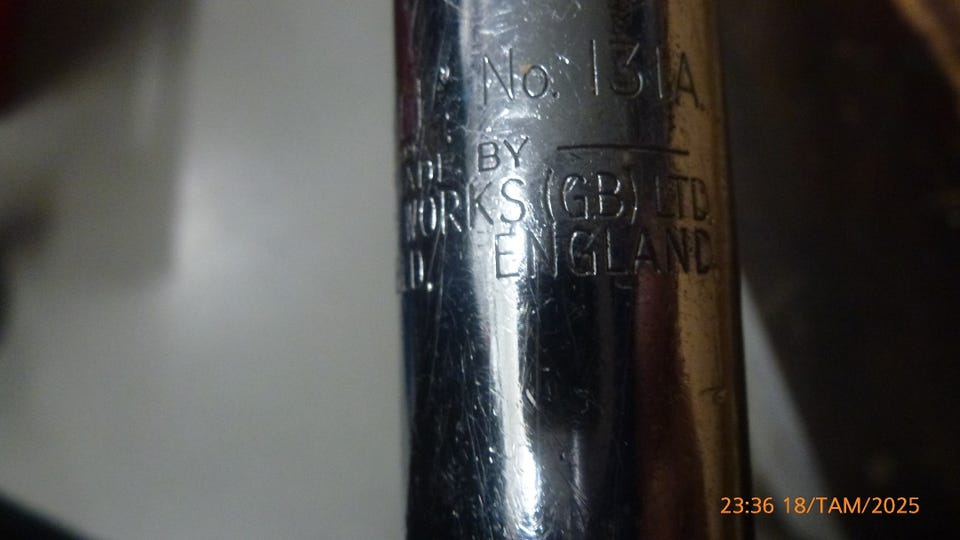 No. 131A.
BY
WORKS (GB) LTD.
D. ENGLAND.
23:36 18/TAM/2025